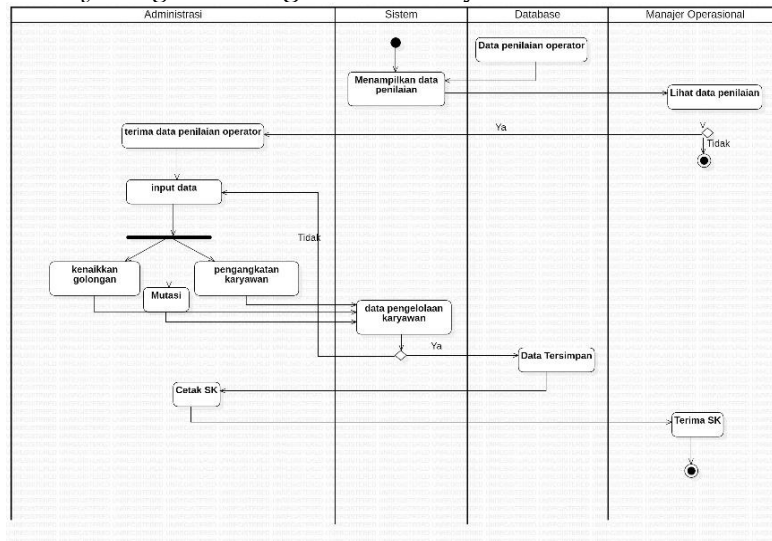 Administrasi
Sistem
Database
Manajer Operasional
Data penilaian operator
Menampilkan data
penilaian
Lihat data penilaian
terima data penilaian operator
Ya
Tidak
input data
Tidak
kenaikkan
golongan
Mutasi
pengangkatan
karyawan
data pengelolaan
karyawan
Ya
Data Tersimpan
Cetak SK
Terima SK